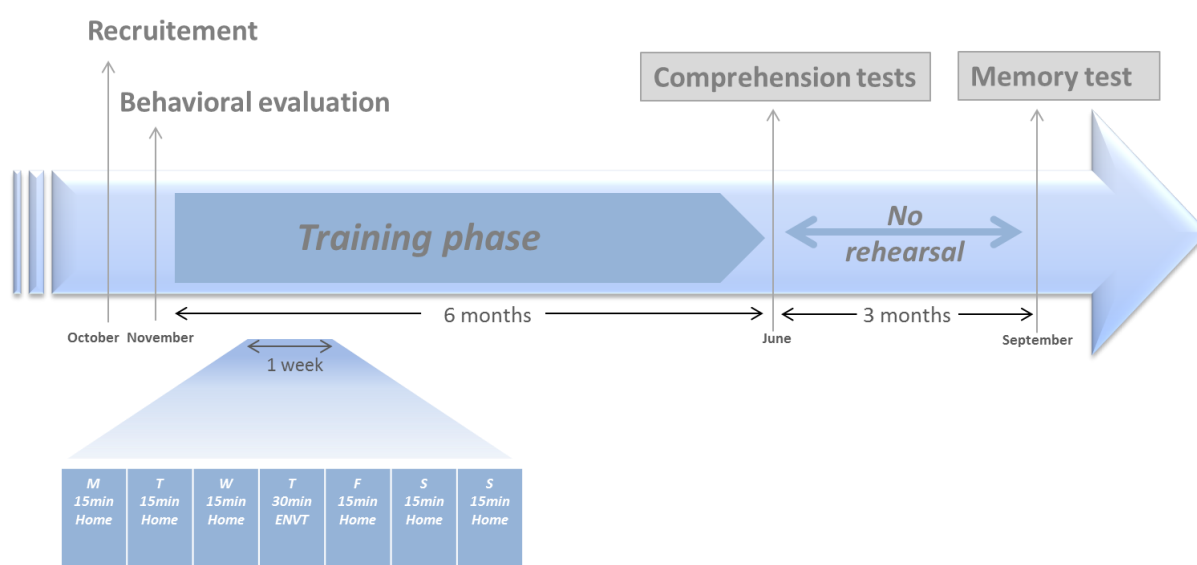 Recruitement
Behavioral evaluation
Comprehension tests
Memory test
Training phase
No
rehearsal
6 months
3 months
October
November
June
September
1 week
M
15min
Home
T
15min
Home
W
15min
Home
T
30min
ENVT
F
15min
Home
S
15min
Home
S
15min
Home